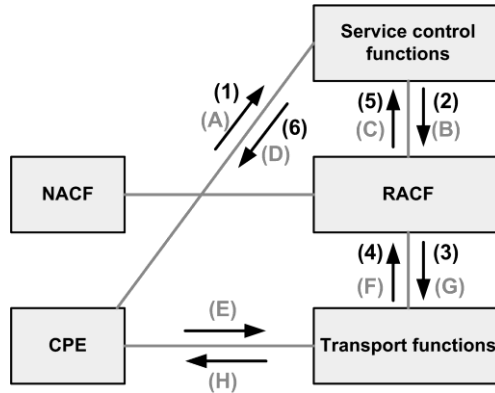 Service control
functions
(1)
(A)
(6)
(D)
(5) (2)
(C) (B)
NACF
RACF
(4) (3)
(F) (G)
(E)
CPE
Transport functions
(H)